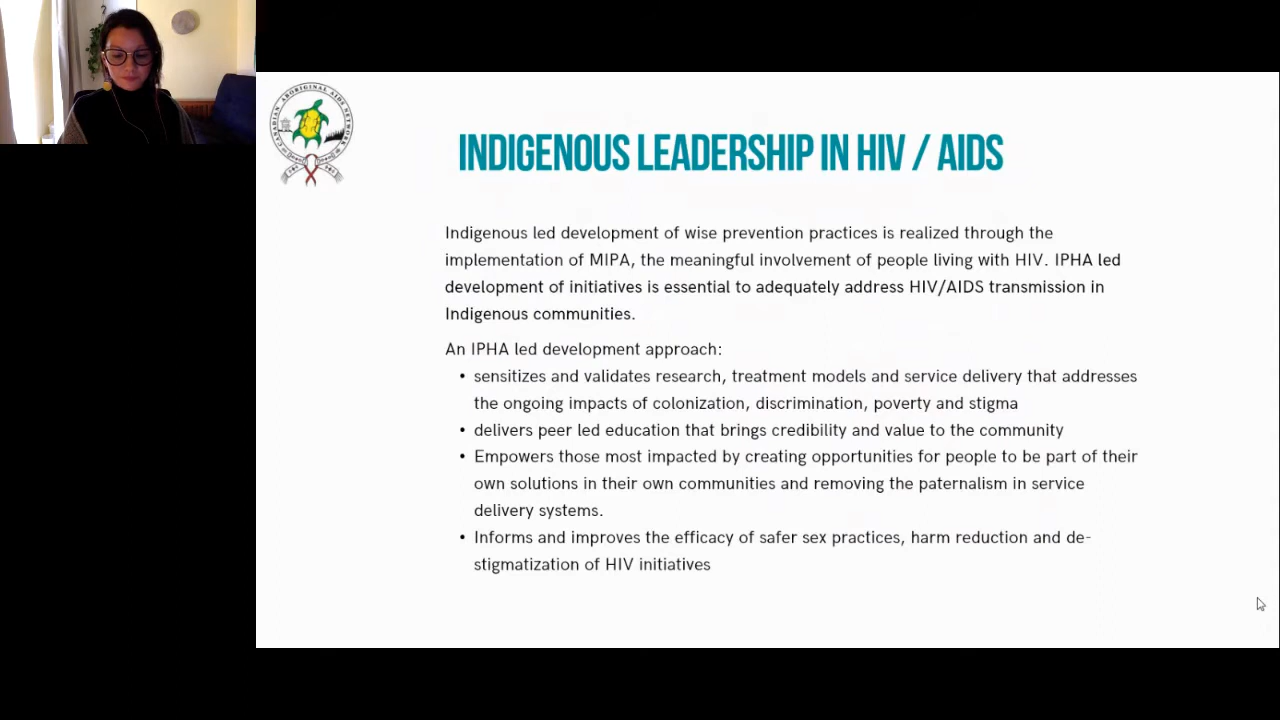 CANADIAN ABORIGINAL AIDS NETWORK
INDIGENOUS LEADERSHIP IN HIV / AIDS
Indigenous led development of wise prevention practices is realized through the
implementation of MIPA, the meaningful involvement of people living with HIV. IPHA led
development of initiatives is essential to adequately address HIV/AIDS transmission in
Indigenous communities.
An IPHA led development approach:
• sensitizes and validates research, treatment models and service delivery that addresses
the ongoing impacts of colonization, discrimination, poverty and stigma
• delivers peer led education that brings credibility and value to the community
• Empowers those most impacted by creating opportunities for people to be part of their
own solutions in their own communities and removing the paternalism in service
delivery systems.
• Informs and improves the efficacy of safer sex practices, harm reduction and de-
stigmatization of HIV initiatives